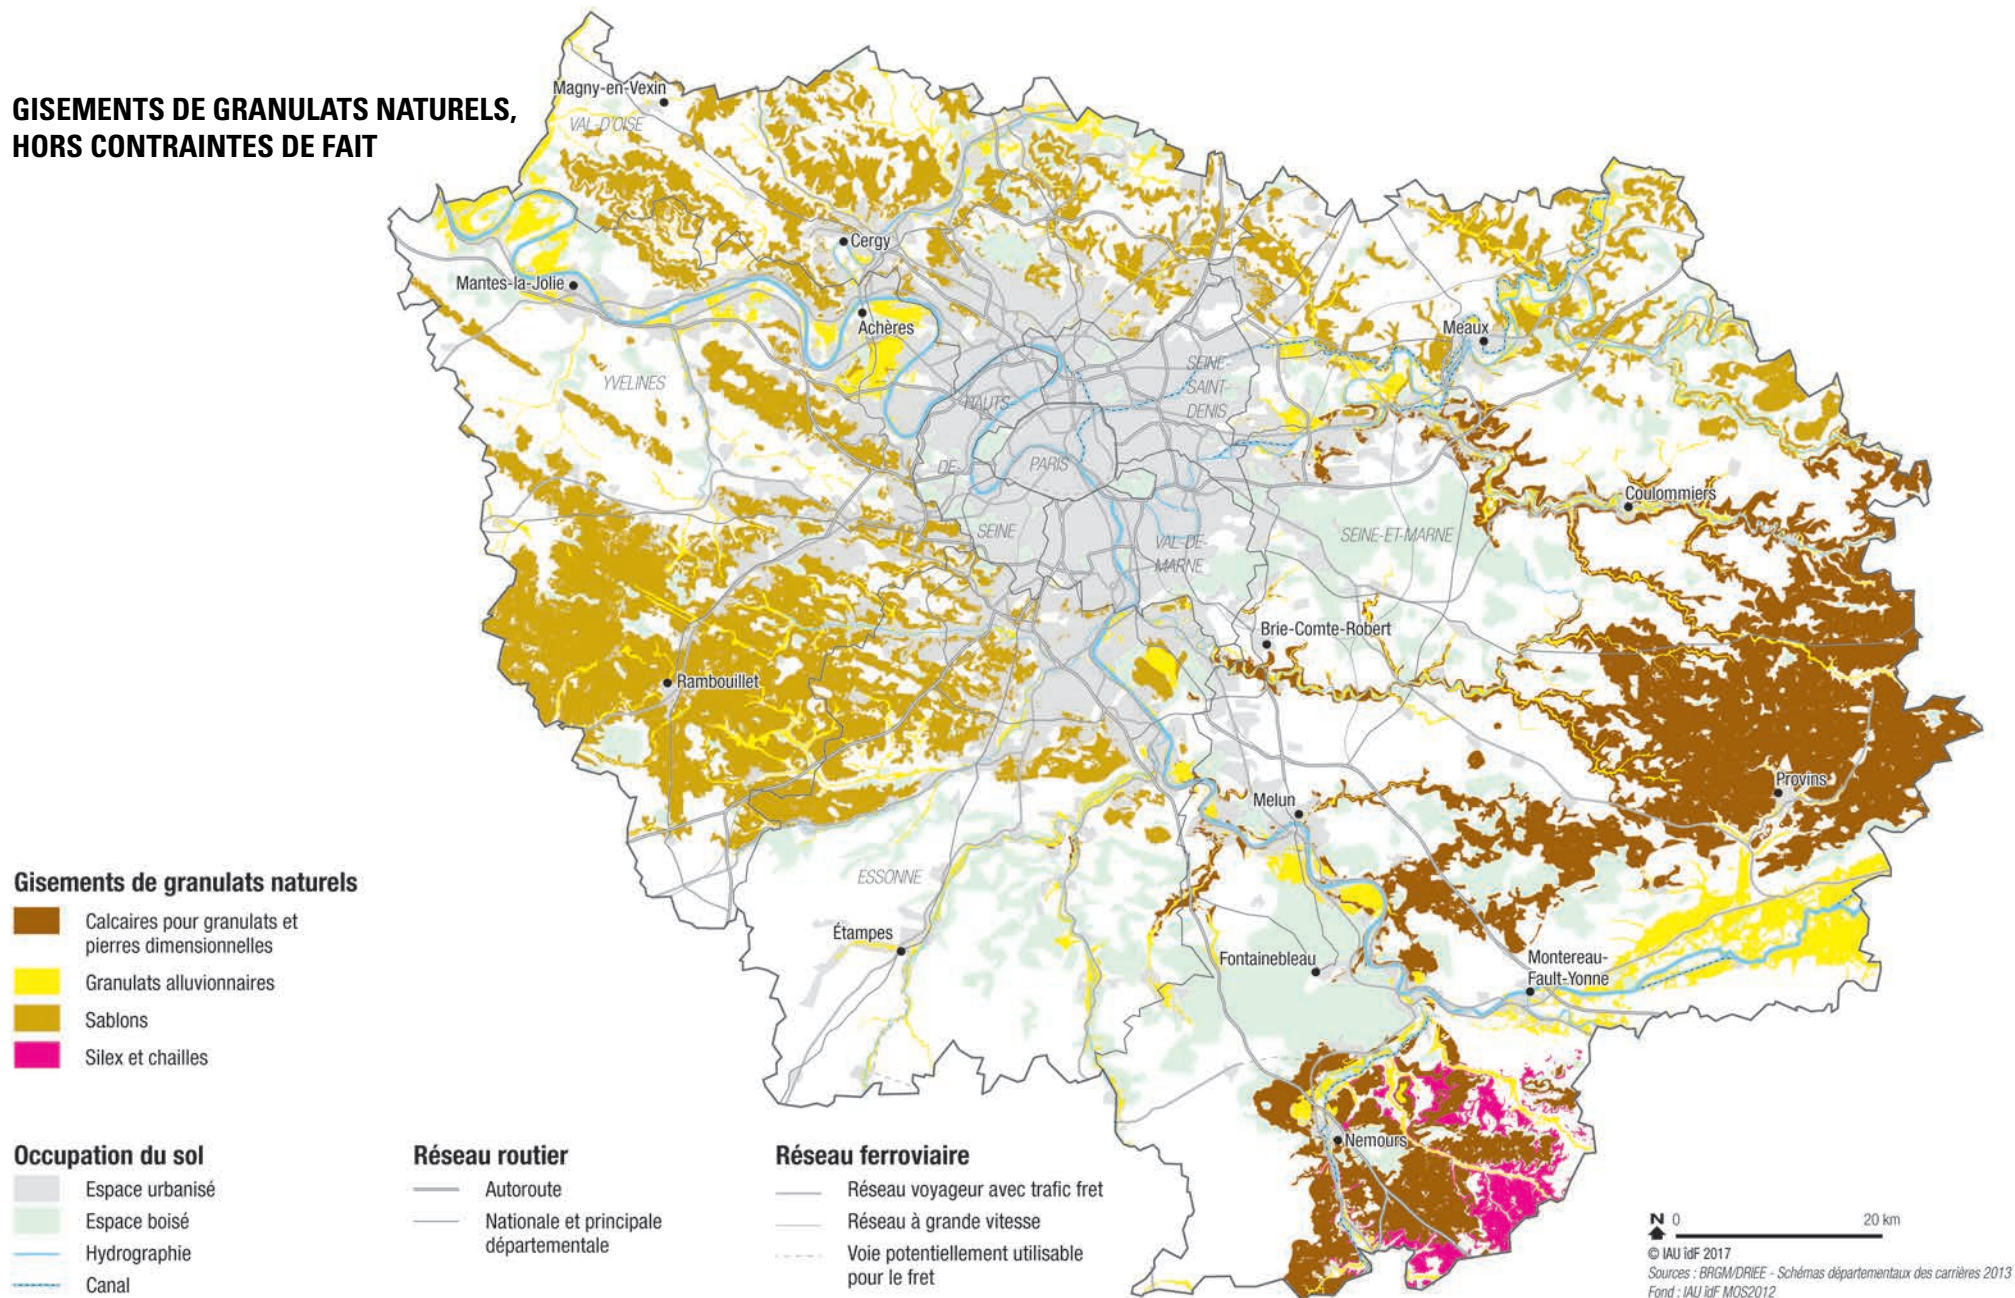 GISEMENTS DE GRANULATS NATURELS,
HORS CONTRAINTES DE FAIT
Magny-en-Vexin
VAL-D'OISE
Cergy
Mantes-la-Jolie
Achères
Meaux
YVELINES
SEINE-
SAINT-
DENIS
HAUTS-
DE-
PARIS
SEINE
VAL-DE-
MARNE
SEINE-ET-MARNE
Coulommiers
Brie-Comte-Robert
Rambouillet
Provins
Melun
ESSONNE
Étampes
Fontainebleau
Montereau-
Fault-Yonne
Nemours
Gisements de granulats naturels
Calcaires pour granulats et
pierres dimensionnelles
Granulats alluvionnaires
Sablons
Silex et chailles
Occupation du sol
Espace urbanisé
Espace boisé
Hydrographie
Canal
Réseau routier
Autoroute
Nationale et principale
départementale
Réseau ferroviaire
Réseau voyageur avec trafic fret
Réseau à grande vitesse
Voie potentiellement utilisable
pour le fret
N 0 20 km
© IAU îdF 2017
Sources : BRGM/DRIEE - Schémas départementaux des carrières 2013
Fond : IAU îdF MOS2012